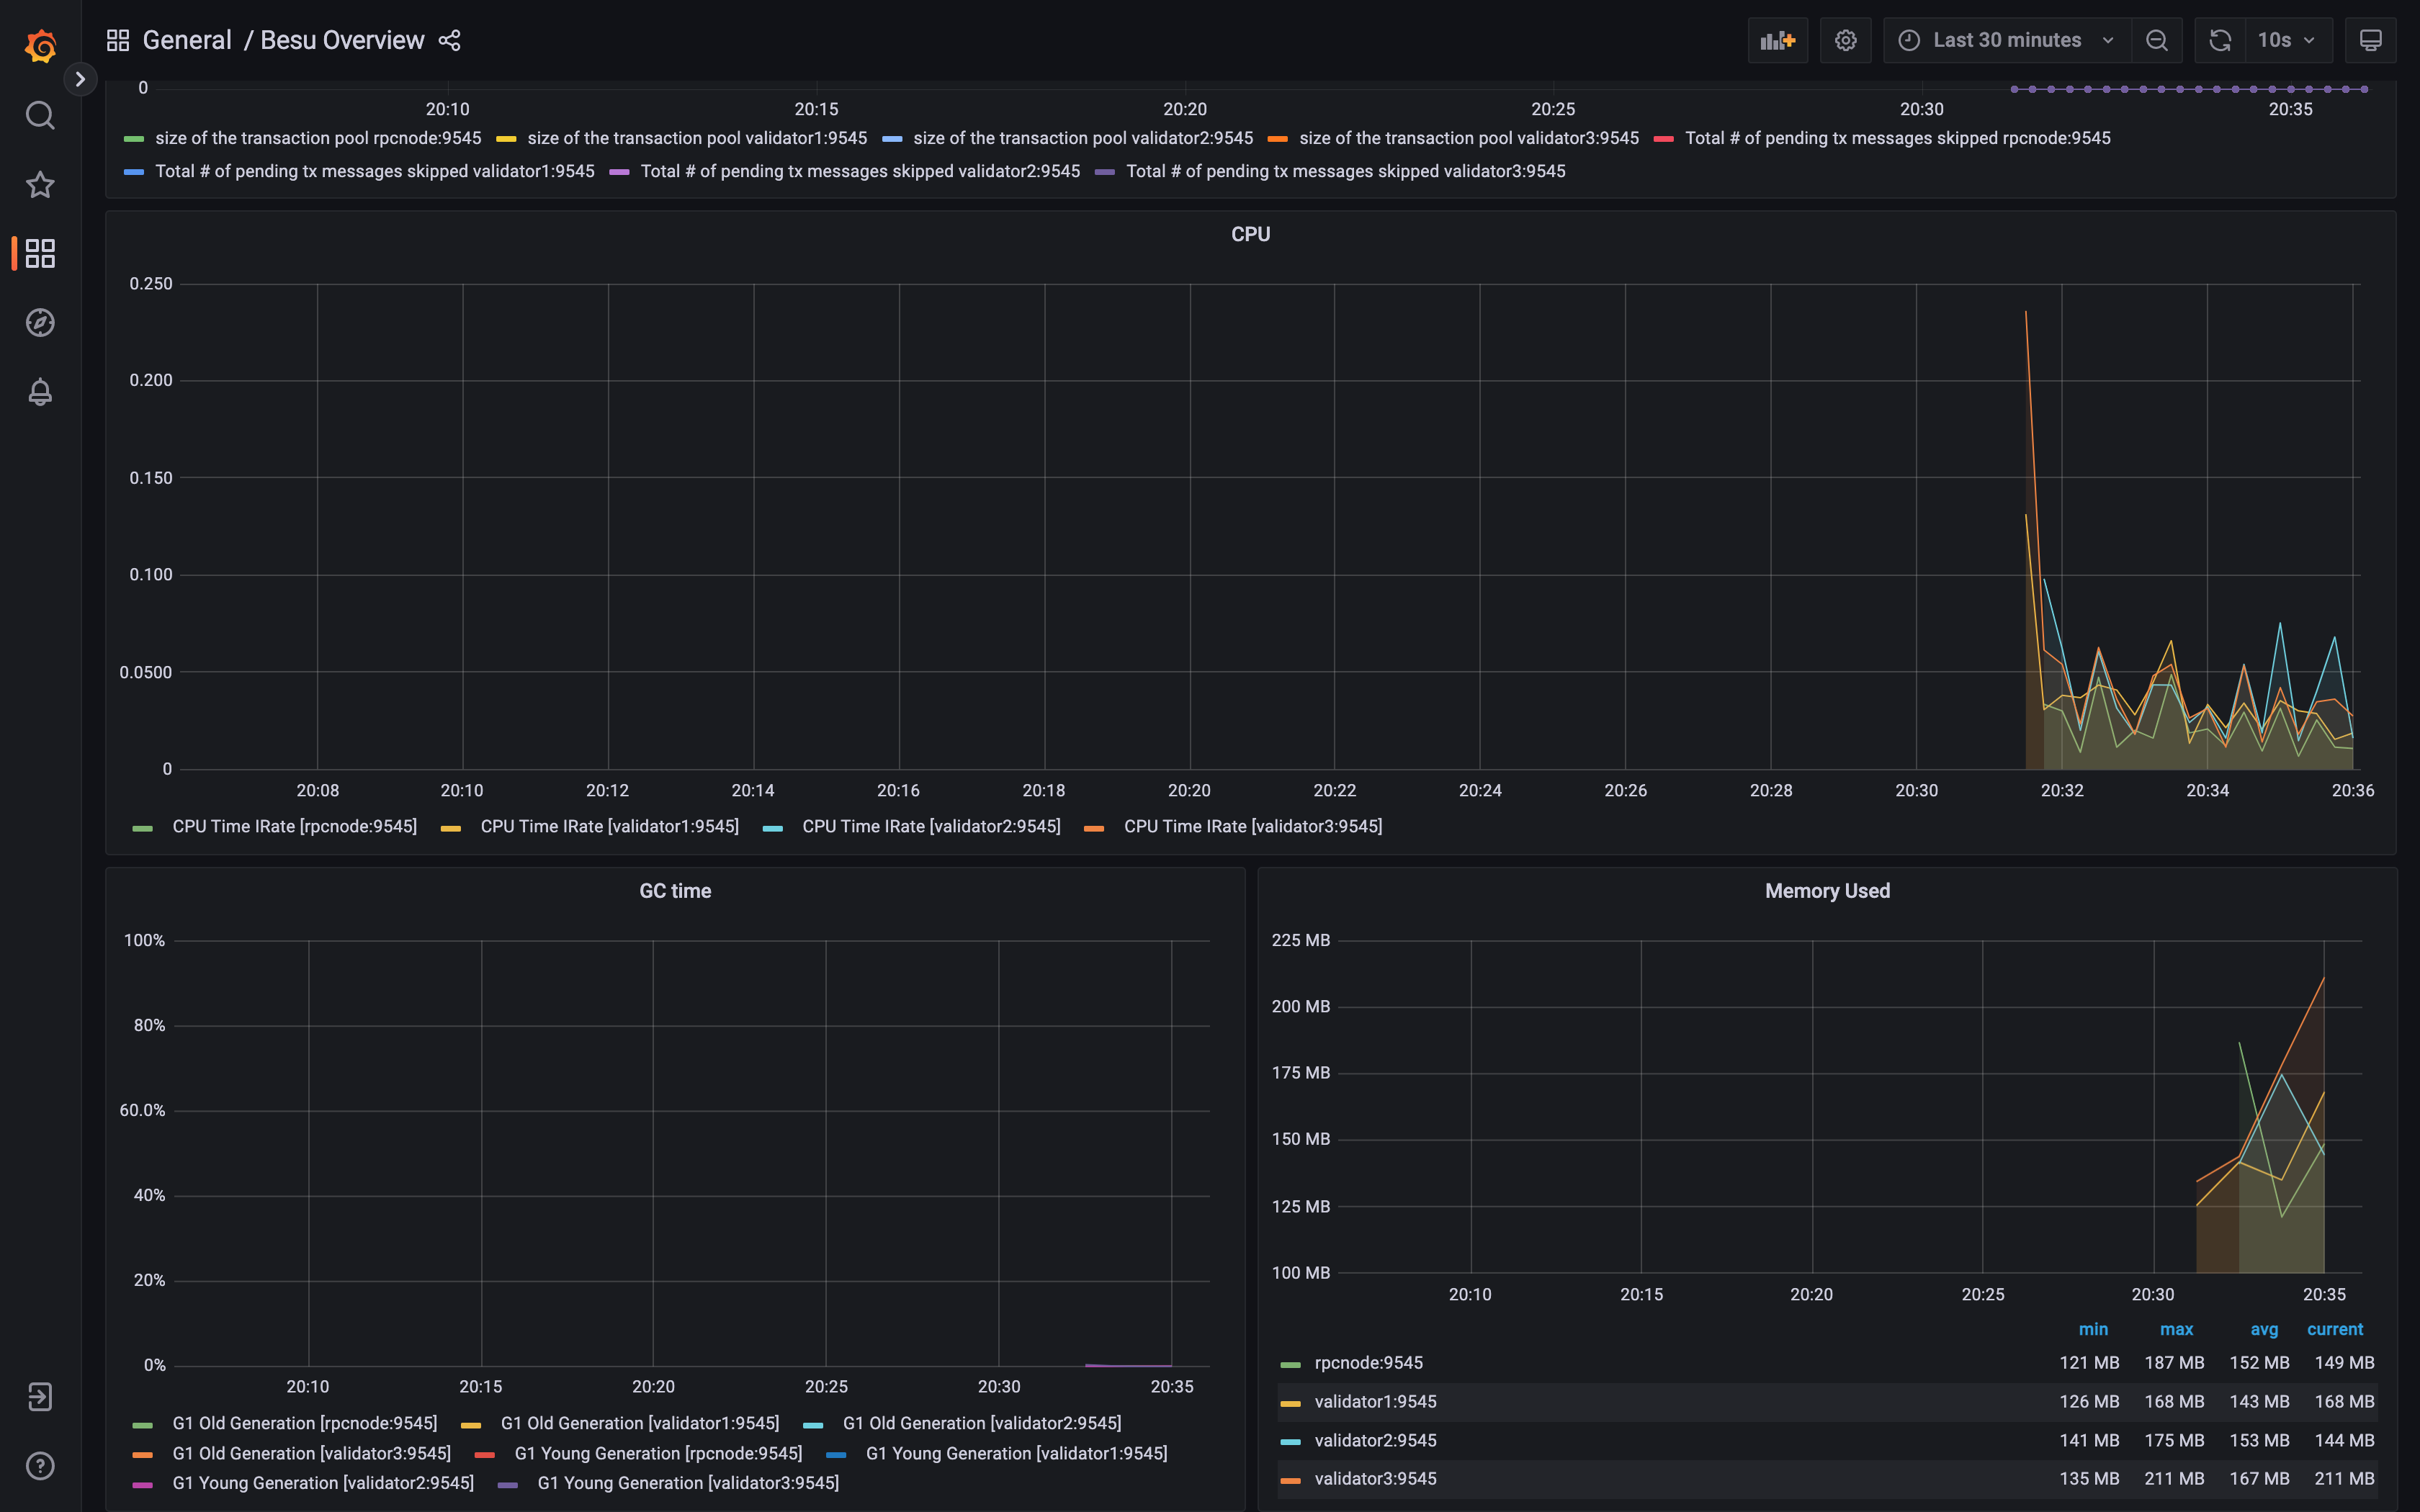 General / Besu Overview
Last 30 minutes
10s
0
20:10 20:15 20:20 20:25 20:30 20:35
size of the transaction pool rpcnode:9545 size of the transaction pool validator1:9545 size of the transaction pool validator2:9545 size of the transaction pool validator3:9545 Total # of pending tx messages skipped rpcnode:9545
Total # of pending tx messages skipped validator1:9545 Total # of pending tx messages skipped validator2:9545 Total # of pending tx messages skipped validator3:9545
CPU
0.250
0.200
0.150
0.100
0.0500
0
20:08 20:10 20:12 20:14 20:16 20:18 20:20 20:22 20:24 20:26 20:28 20:30 20:32 20:34 20:36
CPU Time IRate [rpcnode:9545] CPU Time IRate [validator1:9545] CPU Time IRate [validator2:9545] CPU Time IRate [validator3:9545]
GC time
100%
80%
60.0%
40%
20%
0%
20:10 20:15 20:20 20:25 20:30 20:35
G1 Old Generation [rpcnode:9545] G1 Old Generation [validator1:9545] G1 Old Generation [validator2:9545]
G1 Old Generation [validator3:9545] G1 Young Generation [rpcnode:9545] G1 Young Generation [validator1:9545]
G1 Young Generation [validator2:9545] G1 Young Generation [validator3:9545]
Memory Used
225 MB
200 MB
175 MB
150 MB
125 MB
100 MB
20:10 20:15 20:20 20:25 20:30 20:35
min max avg current
rpcnode:9545 121 MB 187 MB 152 MB 149 MB
validator1:9545 126 MB 168 MB 143 MB 168 MB
validator2:9545 141 MB 175 MB 153 MB 144 MB
validator3:9545 135 MB 211 MB 167 MB 211 MB